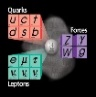 Quarks
u c t
d s b
Forces
Z γ
W g
e μ τ
ν ν ν
Leptons